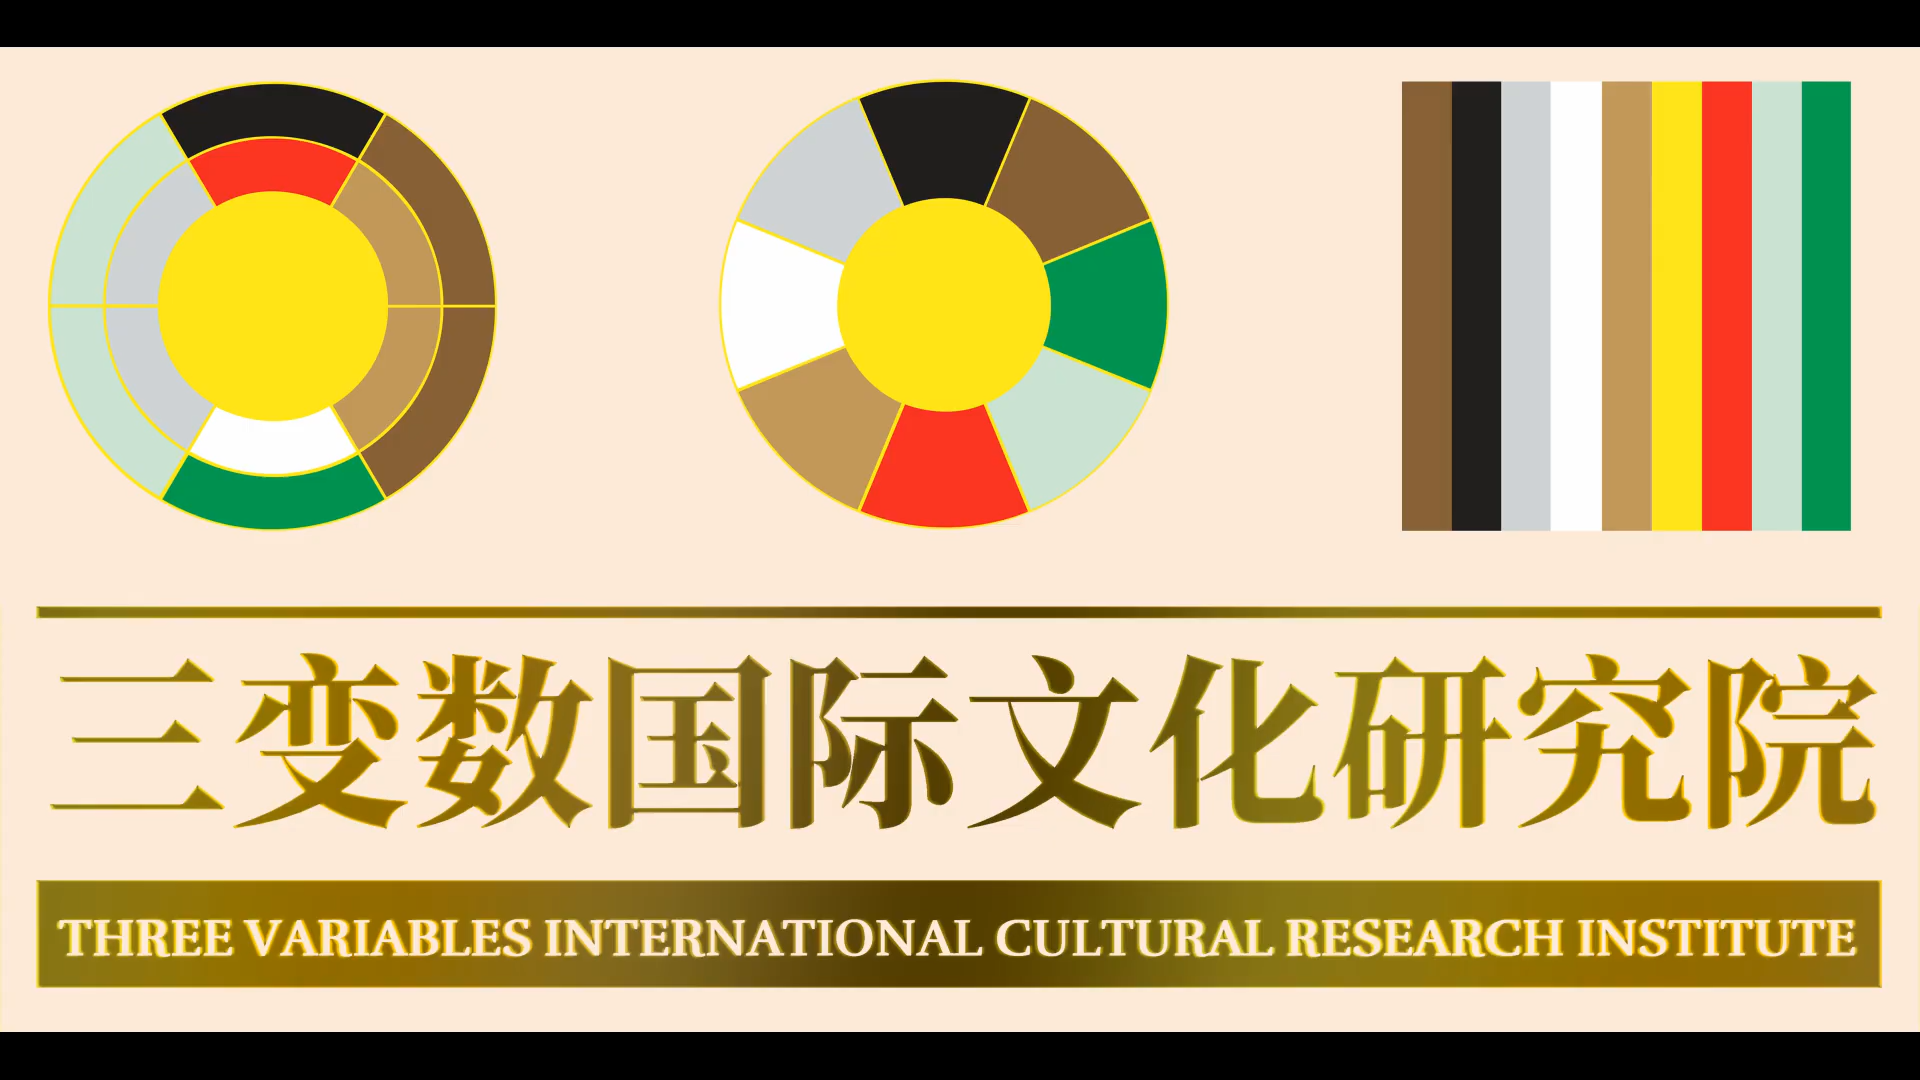 三变数国际文化研究院
THREE VARIABLES INTERNATIONAL CULTURAL RESEARCH INSTITUTE